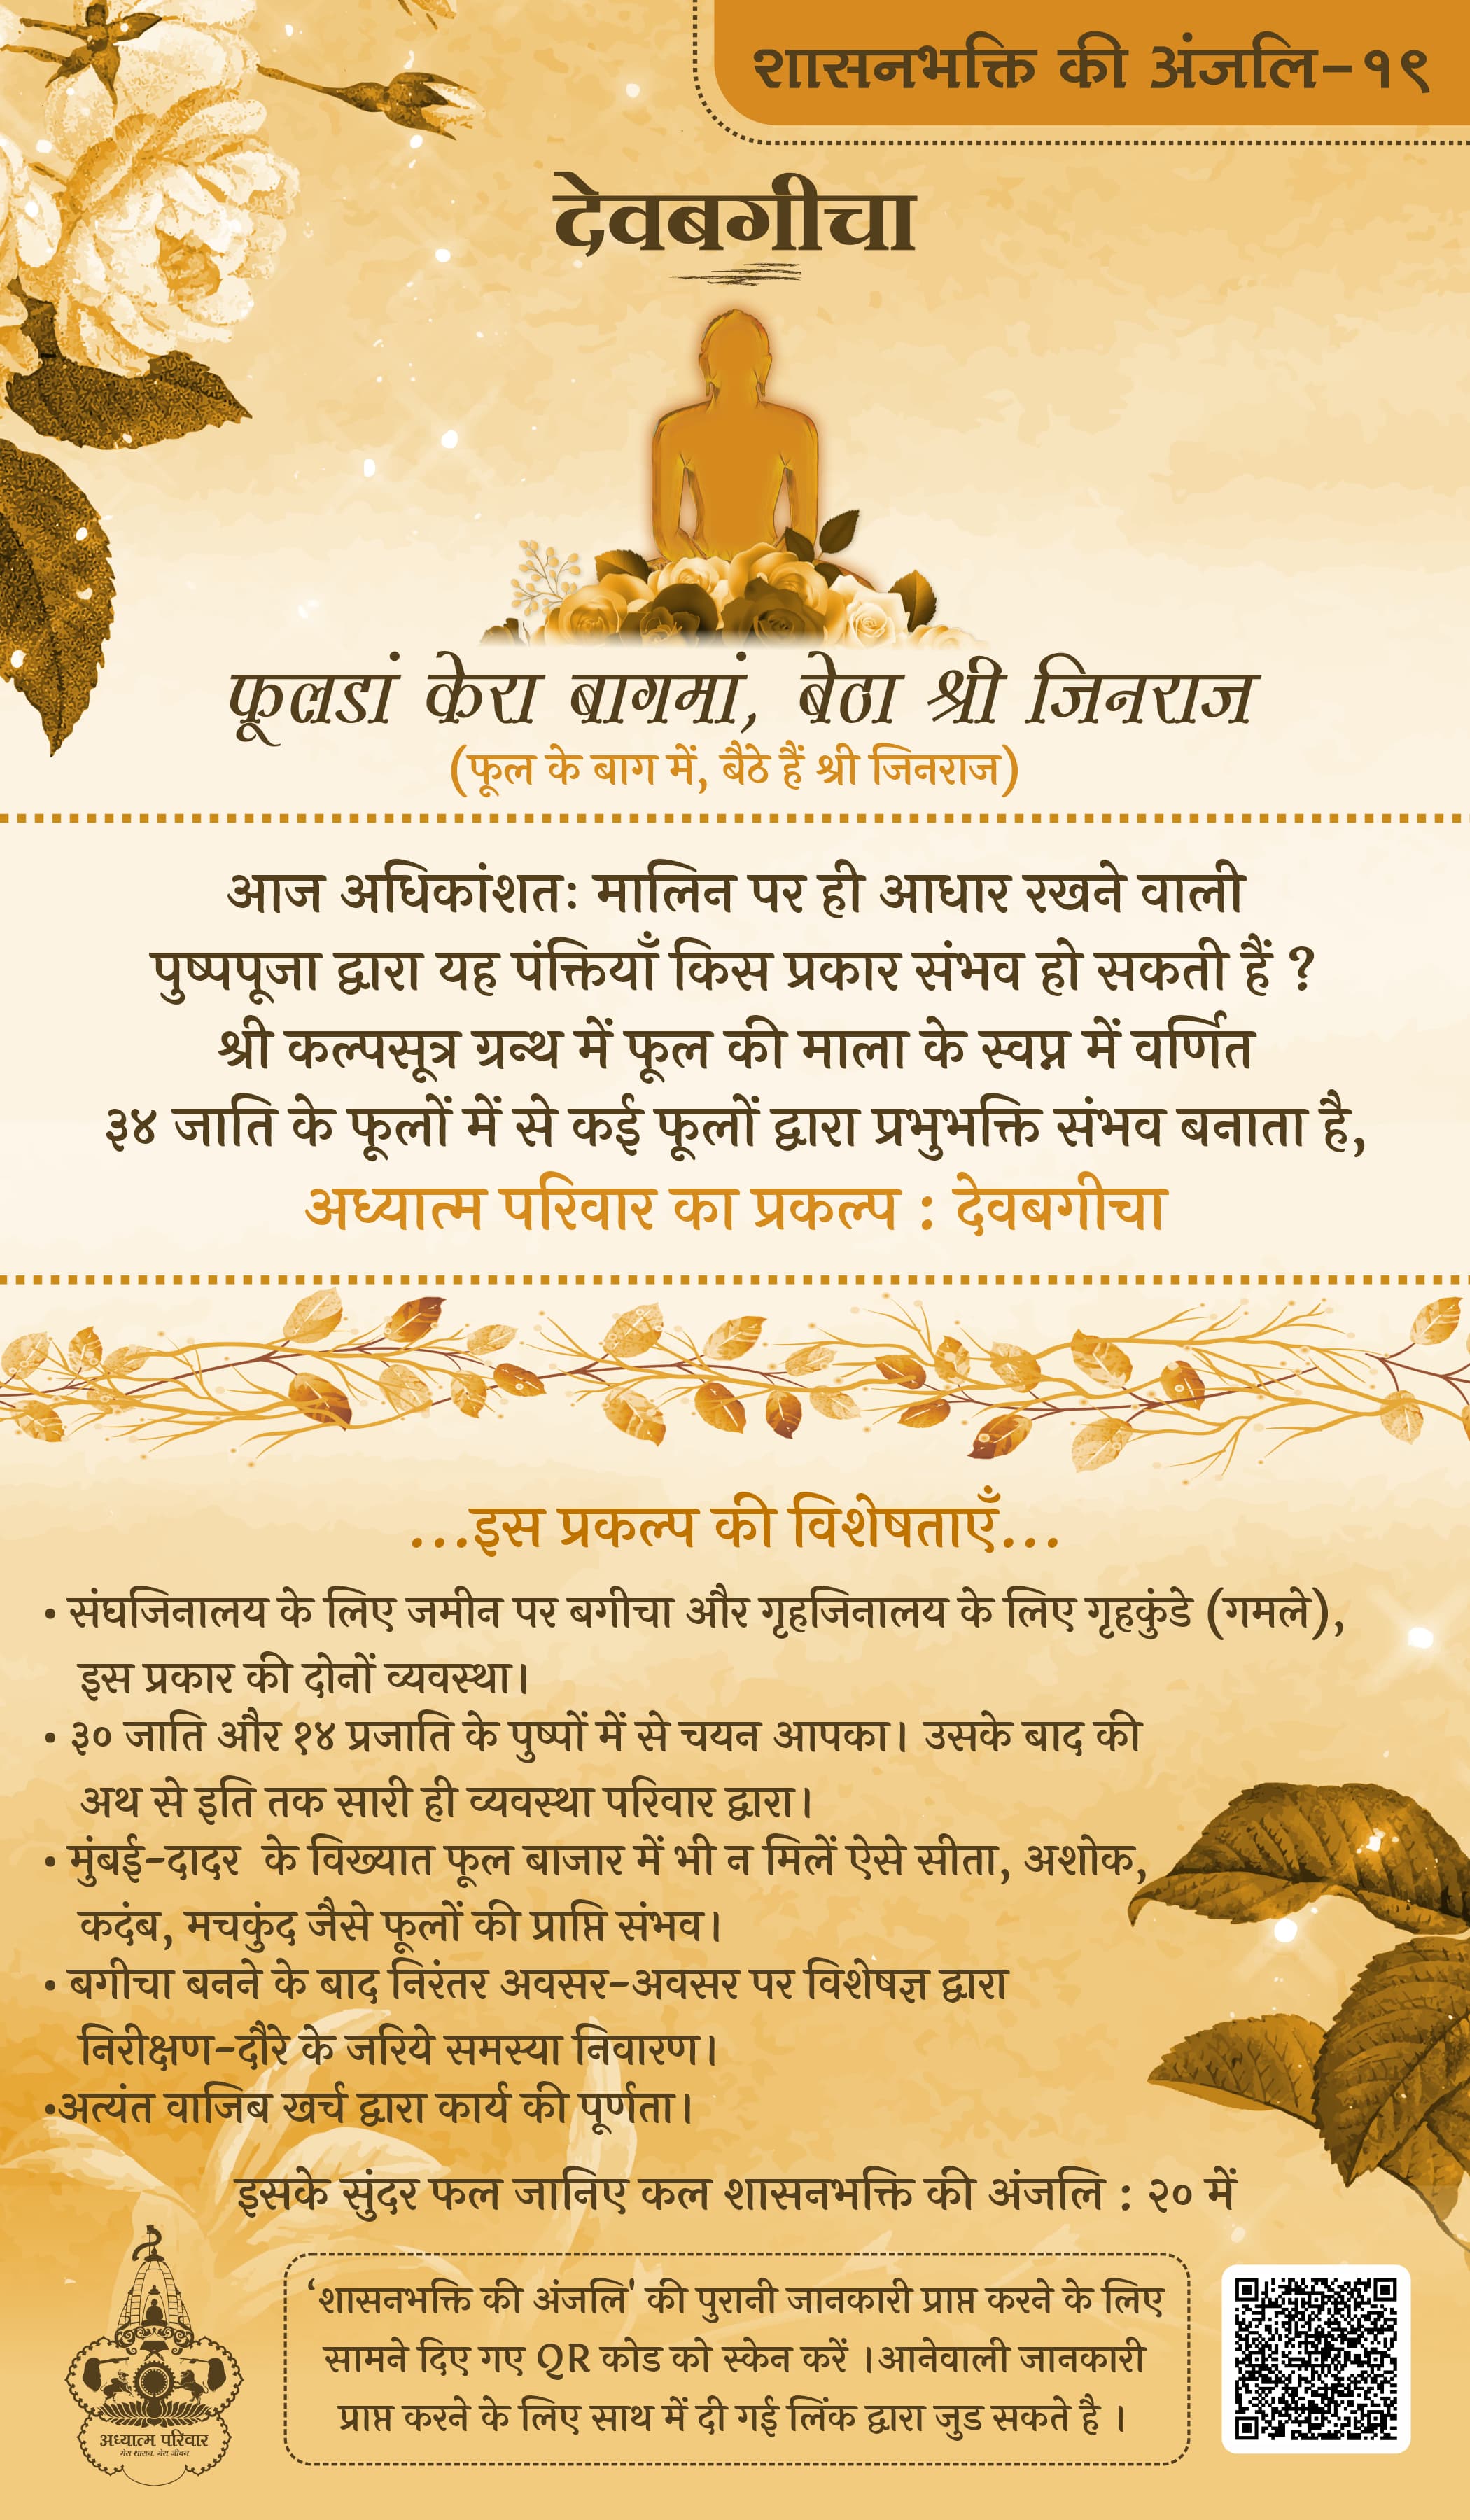 शासनभक्ति की अंजलि-१९
देवबगीचा
फूलडां केरा बागमां, बेठा श्री जिनराज
(फूल के बाग में, बैठे हैं श्री जिनराज)
आज अधिकांशतः मालिन पर ही आधार रखने वाली
पुष्पपूजा द्वारा यह पंक्तियाँ किस प्रकार संभव हो सकती हैं ?
श्री कल्पसूत्र ग्रन्थ में फूल की माला के स्वप्न में वर्णित
३४ जाति के फूलों में से कई फूलों द्वारा प्रभुभक्ति संभव बनाता है,
अध्यात्म परिवार का प्रकल्प : देवबगीचा
...इस प्रकल्प की विशेषताएँ...
• संघजिनालय के लिए जमीन पर बगीचा और गृहजिनालय के लिए गृहकुंडे (गमले),
इस प्रकार की दोनों व्यवस्था।
• ३० जाति और १४ प्रजाति के पुष्पों में से चयन आपका। उसके बाद की
अथ से इति तक सारी ही व्यवस्था परिवार द्वारा।
• मुंबई-दादर के विख्यात फूल बाजार में भी न मिलें ऐसे सीता, अशोक,
कदंब, मचकुंद जैसे फूलों की प्राप्ति संभव।
• बगीचा बनने के बाद निरंतर अवसर-अवसर पर विशेषज्ञ द्वारा
निरीक्षण-दौरे के जरिये समस्या निवारण।
•अत्यंत वाजिब खर्च द्वारा कार्य की पूर्णता।
इसके सुंदर फल जानिए कल शासनभक्ति की अंजलि : २० में
‘शासनभक्ति की अंजलि' की पुरानी जानकारी प्राप्त करने के लिए
सामने दिए गए QR कोड को स्केन करें ।आनेवाली जानकारी
प्राप्त करने के लिए साथ में दी गई लिंक द्वारा जुड सकते है ।
अध्यात्म परिवार
मेरा शासन, मेरा जीवन